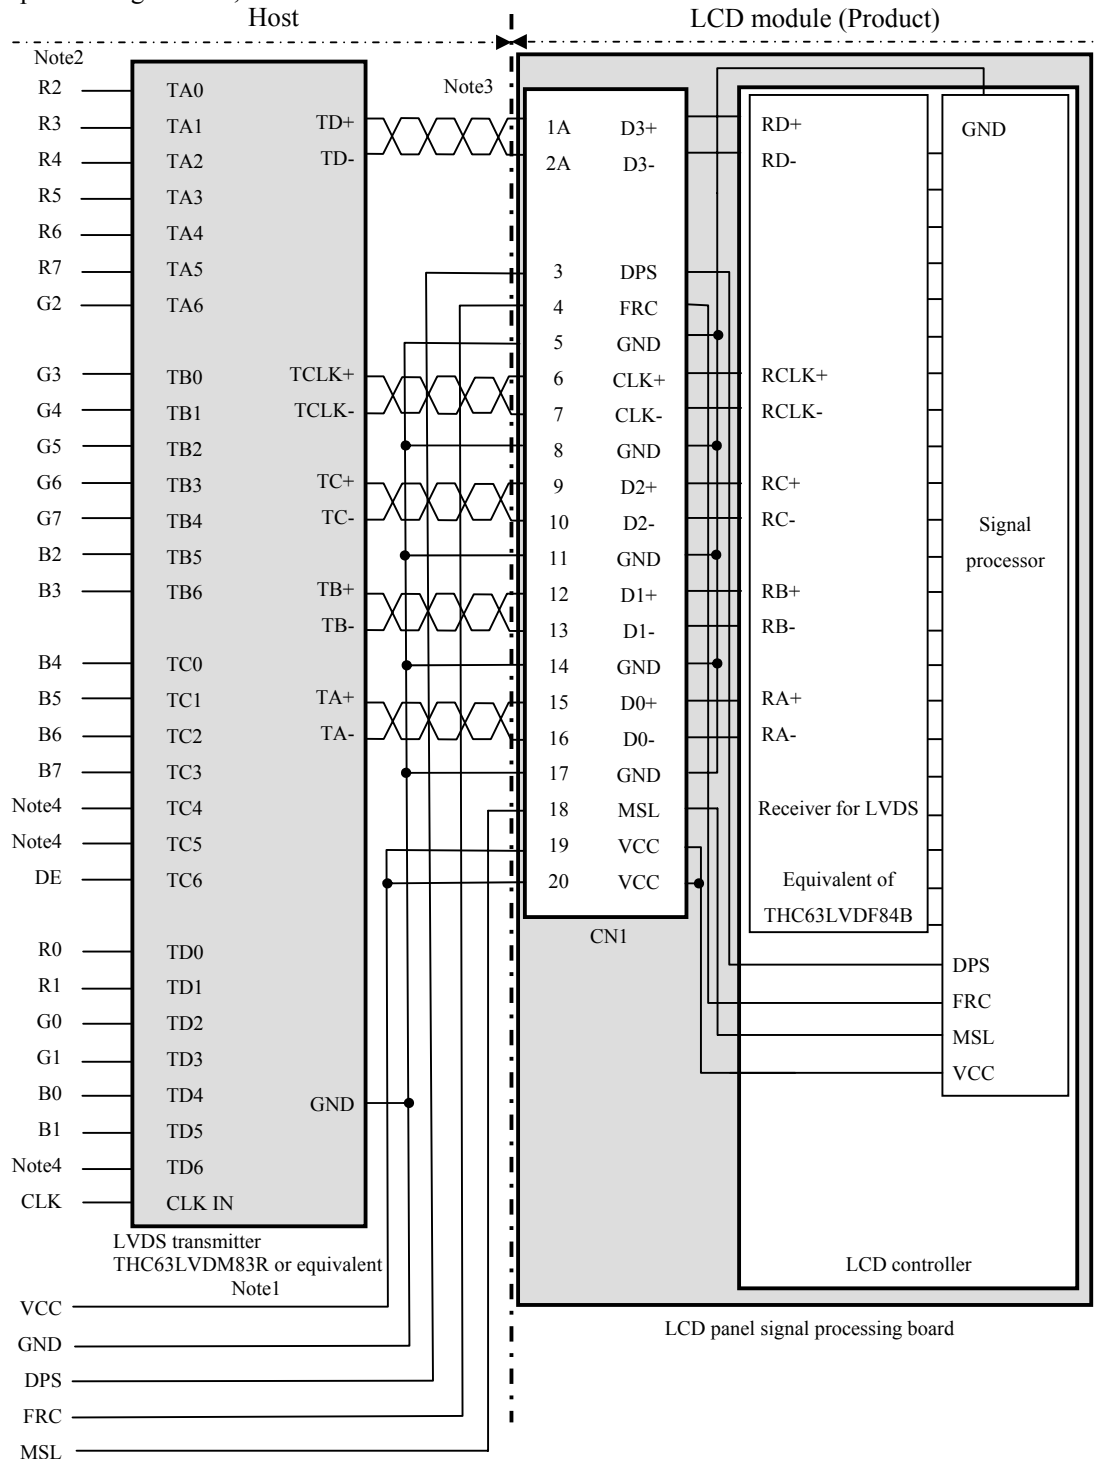 Host
LCD module (Product)
Note2
Note3
R2 TA0
R3 TA1 TD+ 1A D3+ RD+ GND
R4 TA2 TD- 2A D3- RD-
R5 TA3
R6 TA4
R7 TA5 3 DPS
G2 TA6 4 FRC
5 GND
G3 TB0 TCLK+ 6 CLK+ RCLK+
G4 TB1 TCLK- 7 CLK- RCLK-
G5 TB2 8 GND
G6 TB3 TC+ 9 D2+ RC+
G7 TB4 TC- 10 D2- RC- Signal
B2 TB5 11 GND processor
B3 TB6 TB+ 12 D1+ RB+
TB- 13 D1- RB-
B4 TC0 14 GND
B5 TC1 TA+ 15 D0+ RA+
B6 TC2 TA- 16 D0- RA-
B7 TC3 17 GND
Note4 TC4 18 MSL Receiver for LVDS
Note4 TC5 19 VCC
DE TC6 20 VCC Equivalent of
THC63LVDF84B
CN1
R0 TD0 DPS
R1 TD1 FRC
G0 TD2 MSL
G1 TD3 VCC
B0 TD4 GND
B1 TD5
Note4 TD6
CLK CLK IN
LVDS transmitter
THC63LVDM83R or equivalent
Note1
LCD controller
LCD panel signal processing board
VCC
GND
DPS
FRC
MSL